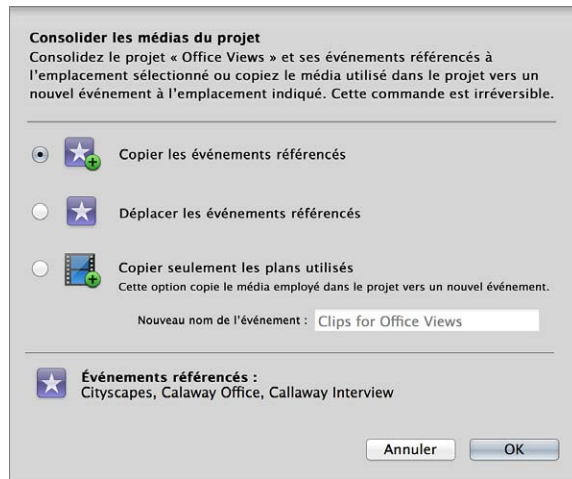 Consolider les médias du projet
Consolidez le projet « Office Views » et ses événements référencés à
l'emplacement sélectionné ou copiez le média utilisé dans le projet vers un
nouvel événement à l'emplacement indiqué. Cette commande est irréversible.
Copier les événements référencés
Déplacer les événements référencés
Copier seulement les plans utilisés
Cette option copie le média employé dans le projet vers un nouvel événement.
Nouveau nom de l'événement : Clips for Office Views
Événements référencés :
Cityscapes, Calaway Office, Callaway Interview
Annuler OK